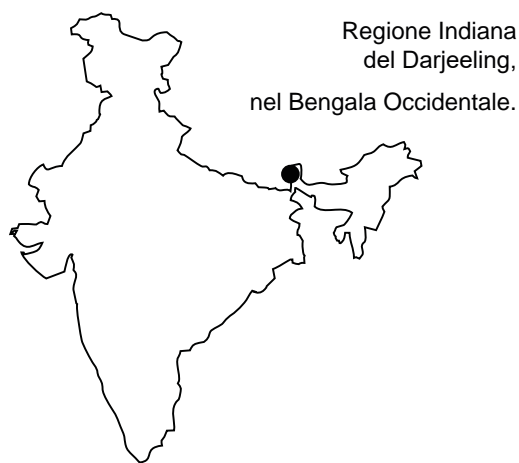 Regione Indiana
del Darjeeling,
nel Bengala Occidentale.